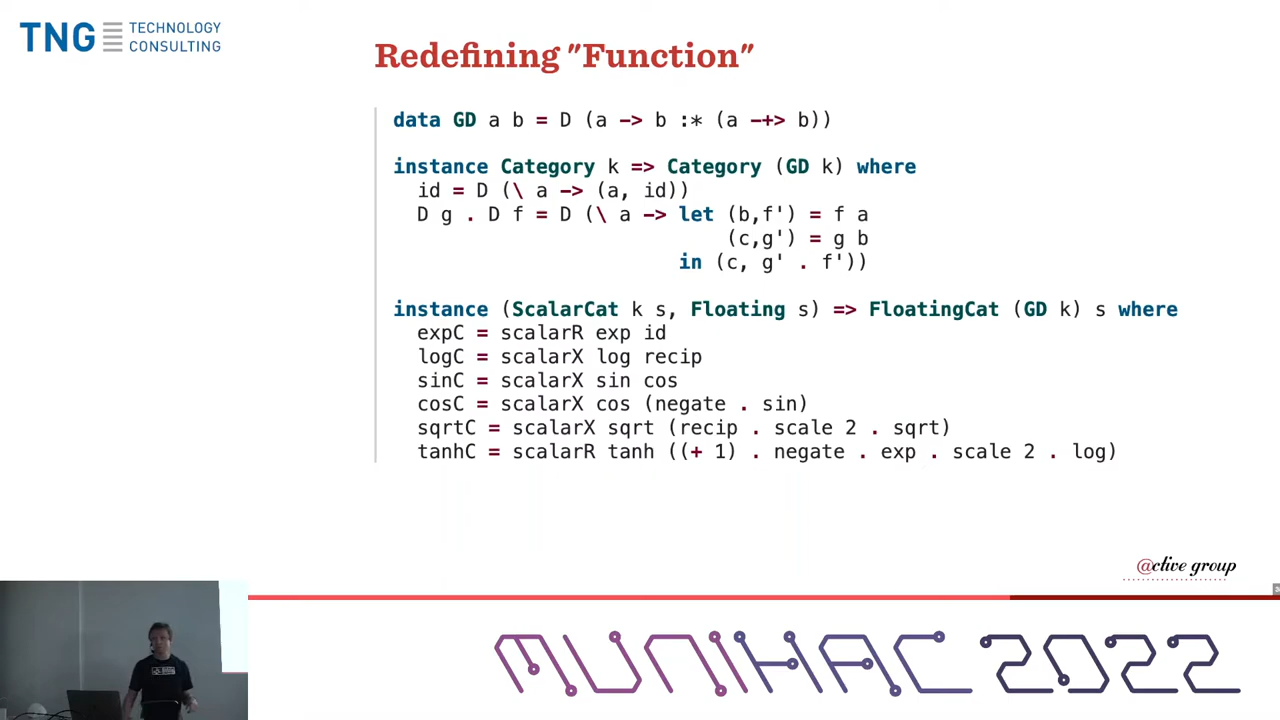 TNG TECHNOLOGY
CONSULTING
Redefining "Function"
data GD a b = D (a -> b :* (a -+> b))
instance Category k => Category (GD k) where
id = D (\ a -> (a, id))
D g . D f = D (\ a -> let (b,f') = f a
(c,g') = g b
in (c, g' . f'))
instance (ScalarCat k s, Floating s) => FloatingCat (GD k) s where
expC = scalarR exp id
logC = scalarX log recip
sinC = scalarX sin cos
cosC = scalarX cos (negate . sin)
sqrtC = scalarX sqrt (recip . scale 2 . sqrt)
tanhC = scalarR tanh ((+ 1) . negate . exp . scale 2 . log)
@ctive group
MUNIHAC 2022